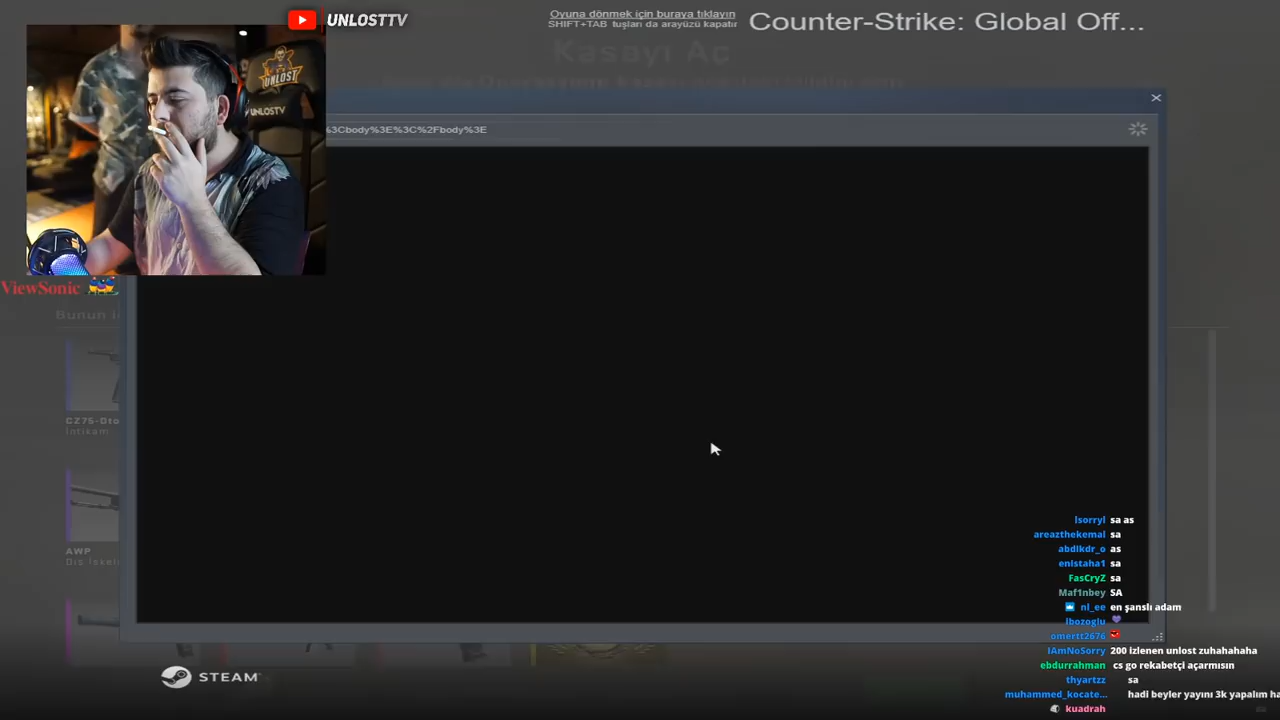 UNLOSTTV
Oyuna dönmek için buraya tıklayın
SHIFT+TAB tuşları da arayüzü kapatır
Counter-Strike: Global Off...
Kasayı Aç
UNLOST
UNLOSTTV
%3Cbody%3E%3C%2Fbody%3E
ViewSonic
Bunun i
CZ75-Oto
İntikam
AWP
Dış İskel
lsorryl sa as
areazthekemal sa
abdlkdr_o as
enistaha1 sa
FasCryZ sa
Maf1nbey SA
nl_ee en şanslı adam
ibozoglu 💜
omertt2676
IAmNoSorry 200 izlenen unlost zuhahahaha
ebdurrahman cs go rekabetçi açarmısın
thyartzz sa
muhammed_kocate... hadi beyler yayını 3k yapalım ha
kuadrah
STEAM